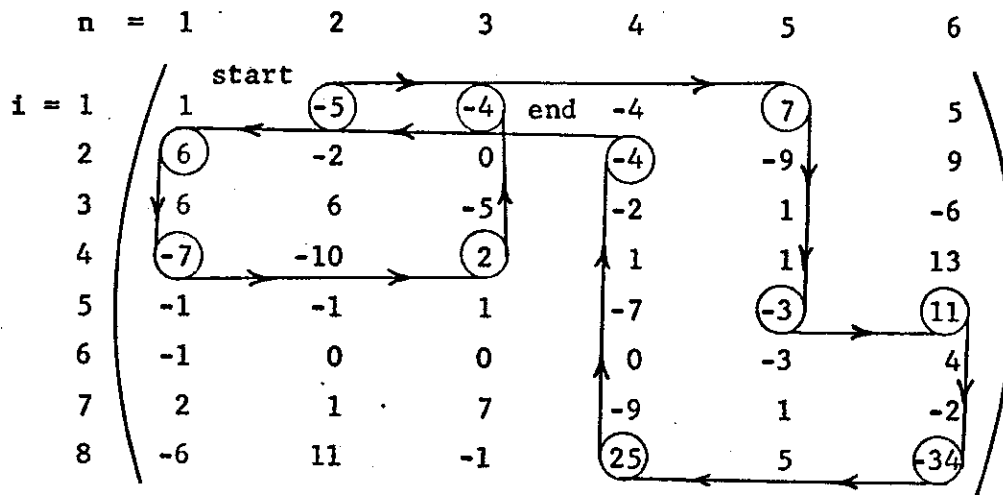 n = 1 2 3 4 5 6
start
i = 1 1 -5 -4 end -4 7 5
2 6 -2 0 -4 -9 9
3 6 6 -5 -2 1 -6
4 -7 -10 2 1 1 13
5 -1 -1 1 -7 -3 11
6 -1 0 0 0 -3 4
7 2 1 7 -9 1 -2
8 -6 11 -1 25 5 -34